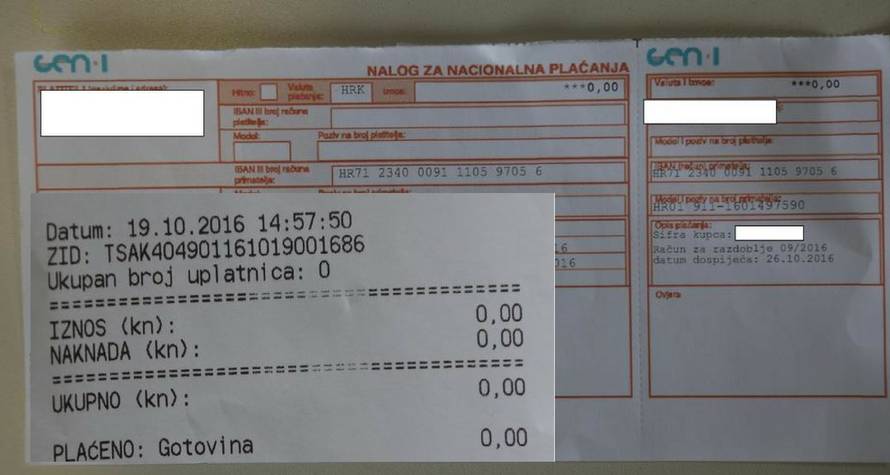 GEN-I
NALOG ZA NACIONALNA PLAĆANJA
Hitno:
Valuta plaćanja:
HRK
Iznos:
***0,00
IBAN ili broj računa
platitelja:
Model:
Poziv na broj platitelja:
IBAN ili broj računa
primatelja:
HR71 2340 0091 1105 9705 6
16
2016
Datum: 19.10.2016 14:57:50
ZID: TSAK404901161019001686
Ukupan broj uplatnica: 0
========================================
IZNOS (kn): 0,00
NAKNADA (kn): 0,00
========================================
UKUPNO (kn): 0,00
PLAĆENO: Gotovina 0,00
GEN-I
Valuta i iznos:
***0,00
Model i poziv na broj platitelja:
IBAN (račun) primatelja:
HR71 2340 0091 1105 9705 6
Model i poziv na broj primatelja:
HR01 911-1601497590
Opis plaćanja:
Šifra kupca:
Račun za razdoblje 09/2016
datum dospijeća: 26.10.2016
Ovjera